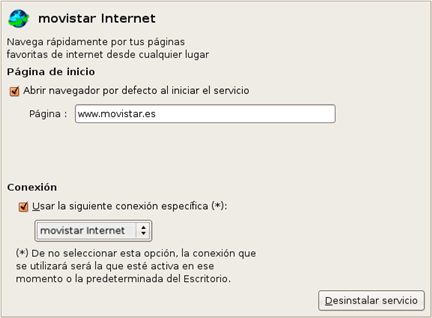 movistar Internet
Navega rápidamente por tus páginas
favoritas de internet desde cualquier lugar
Página de inicio
Abrir navegador por defecto al iniciar el servicio
Página :
www.movistar.es
Conexión
Usar la siguiente conexión específica (*):
movistar Internet
(*) De no seleccionar esta opción, la conexión que
se utilizará será la que esté activa en ese
momento o la predeterminada del Escritorio.
Desinstalar servicio